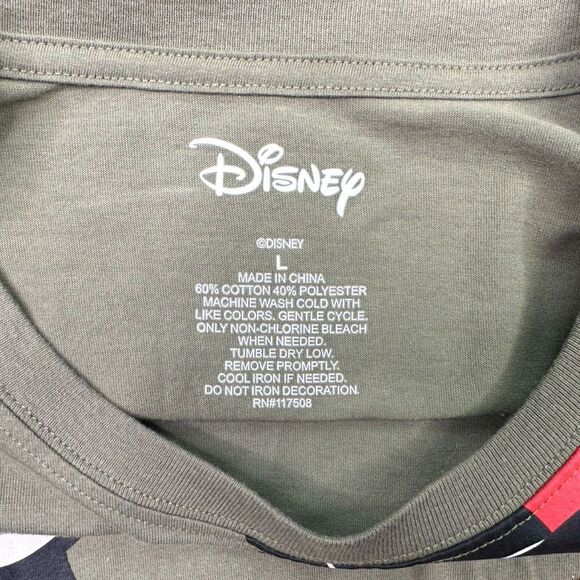 Disney
©DISNEY
L
MADE IN CHINA
60% COTTON 40% POLYESTER
MACHINE WASH COLD WITH
LIKE COLORS. GENTLE CYCLE.
ONLY NON-CHLORINE BLEACH
WHEN NEEDED.
TUMBLE DRY LOW.
REMOVE PROMPTLY.
COOL IRON IF NEEDED.
DO NOT IRON DECORATION.
RN#117508